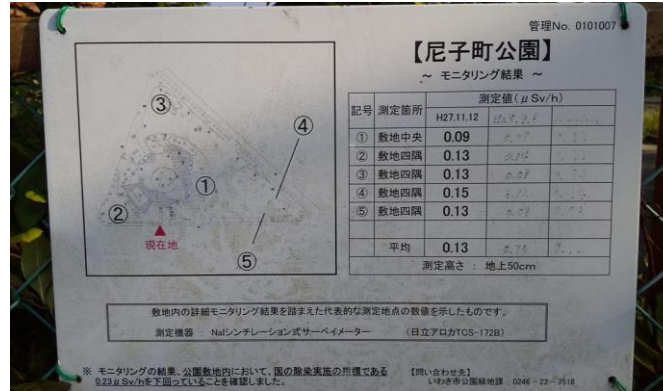 管理No. 0101007
【尼子町公園】
～ モニタリング結果 ～
記号 測定箇所 測定値(μSv/h)
H27.11.12
① 敷地中央 0.09
② 敷地四隅 0.13
③ 敷地四隅 0.13
④ 敷地四隅 0.15
⑤ 敷地四隅 0.13
平均 0.13
測定高さ : 地上50cm
③
④
①
②
⑤
現在地
敷地内の詳細モニタリング結果を踏まえた代表的な測定地点の数値を示したものです。
測定機器 NaIシンチレーション式サーベイメーター (日立アロカTCS-172B)
※ モニタリングの結果、公園敷地内において、国の除染実施の指標である
0.23μSv/hを下回っていることを確認しました。
【問い合わせ先】
いわき市公園緑地課 : 0246 - 22 - 7518